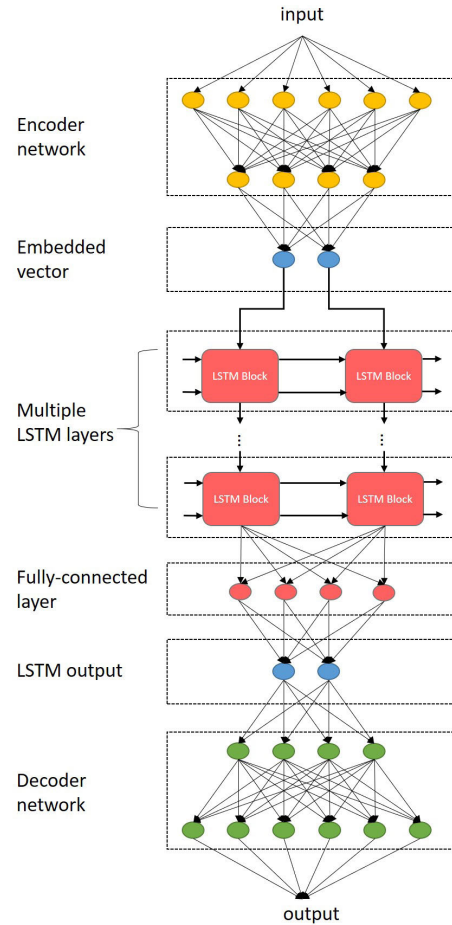 input
Encoder
network
Embedded
vector
LSTM Block
LSTM Block
Multiple
LSTM layers
...
...
LSTM Block
LSTM Block
Fully-connected
layer
LSTM output
Decoder
network
output